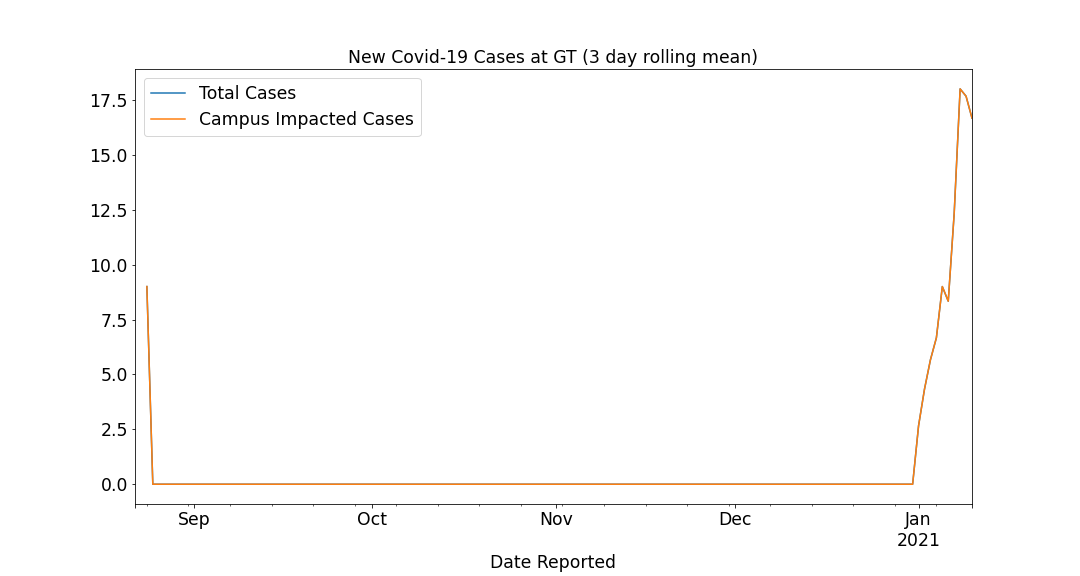 New Covid-19 Cases at GT (3 day rolling mean)
Total Cases
Campus Impacted Cases
17.5
15.0
12.5
10.0
7.5
5.0
2.5
0.0
Sep Oct Nov Dec Jan
2021
Date Reported